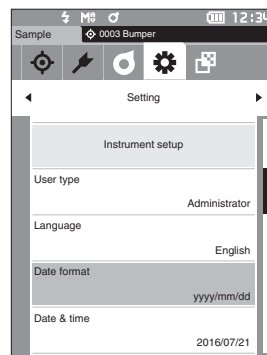 12:34
Sample 0003 Bumper
Setting
Instrument setup
User type
Administrator
Language
English
Date format
yyyy/mm/dd
Date & time
2016/07/21